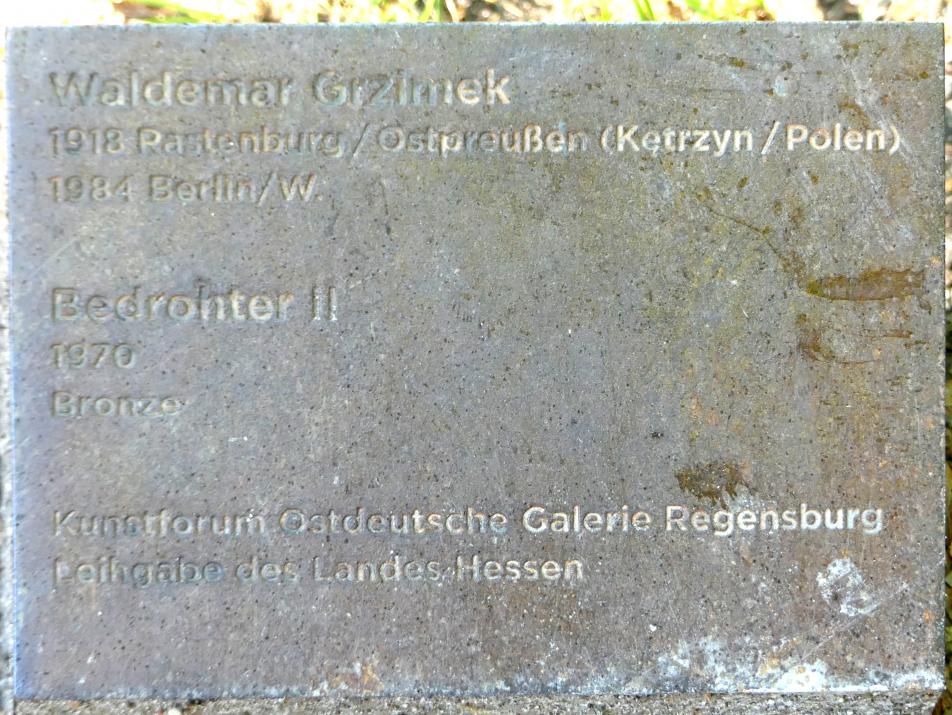 Waldemar Grzimek
1918 Rastenburg/Ostpreußen (Kętrzyn/Polen)
1984 Berlin/W.
Bedrohter II
1970
Bronze
Kunstforum Ostdeutsche Galerie Regensburg
Leihgabe des Landes Hessen